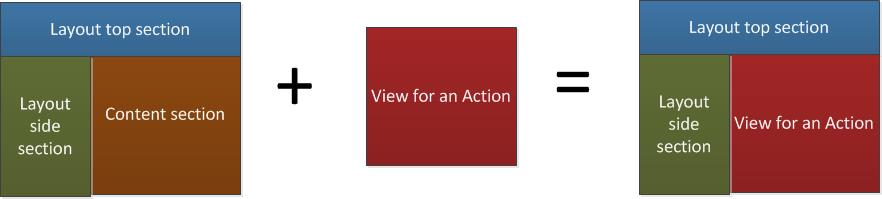 Layout top section
Layout
side
section
Content section
+
View for an Action
=
Layout top section
Layout
side
section
View for an Action